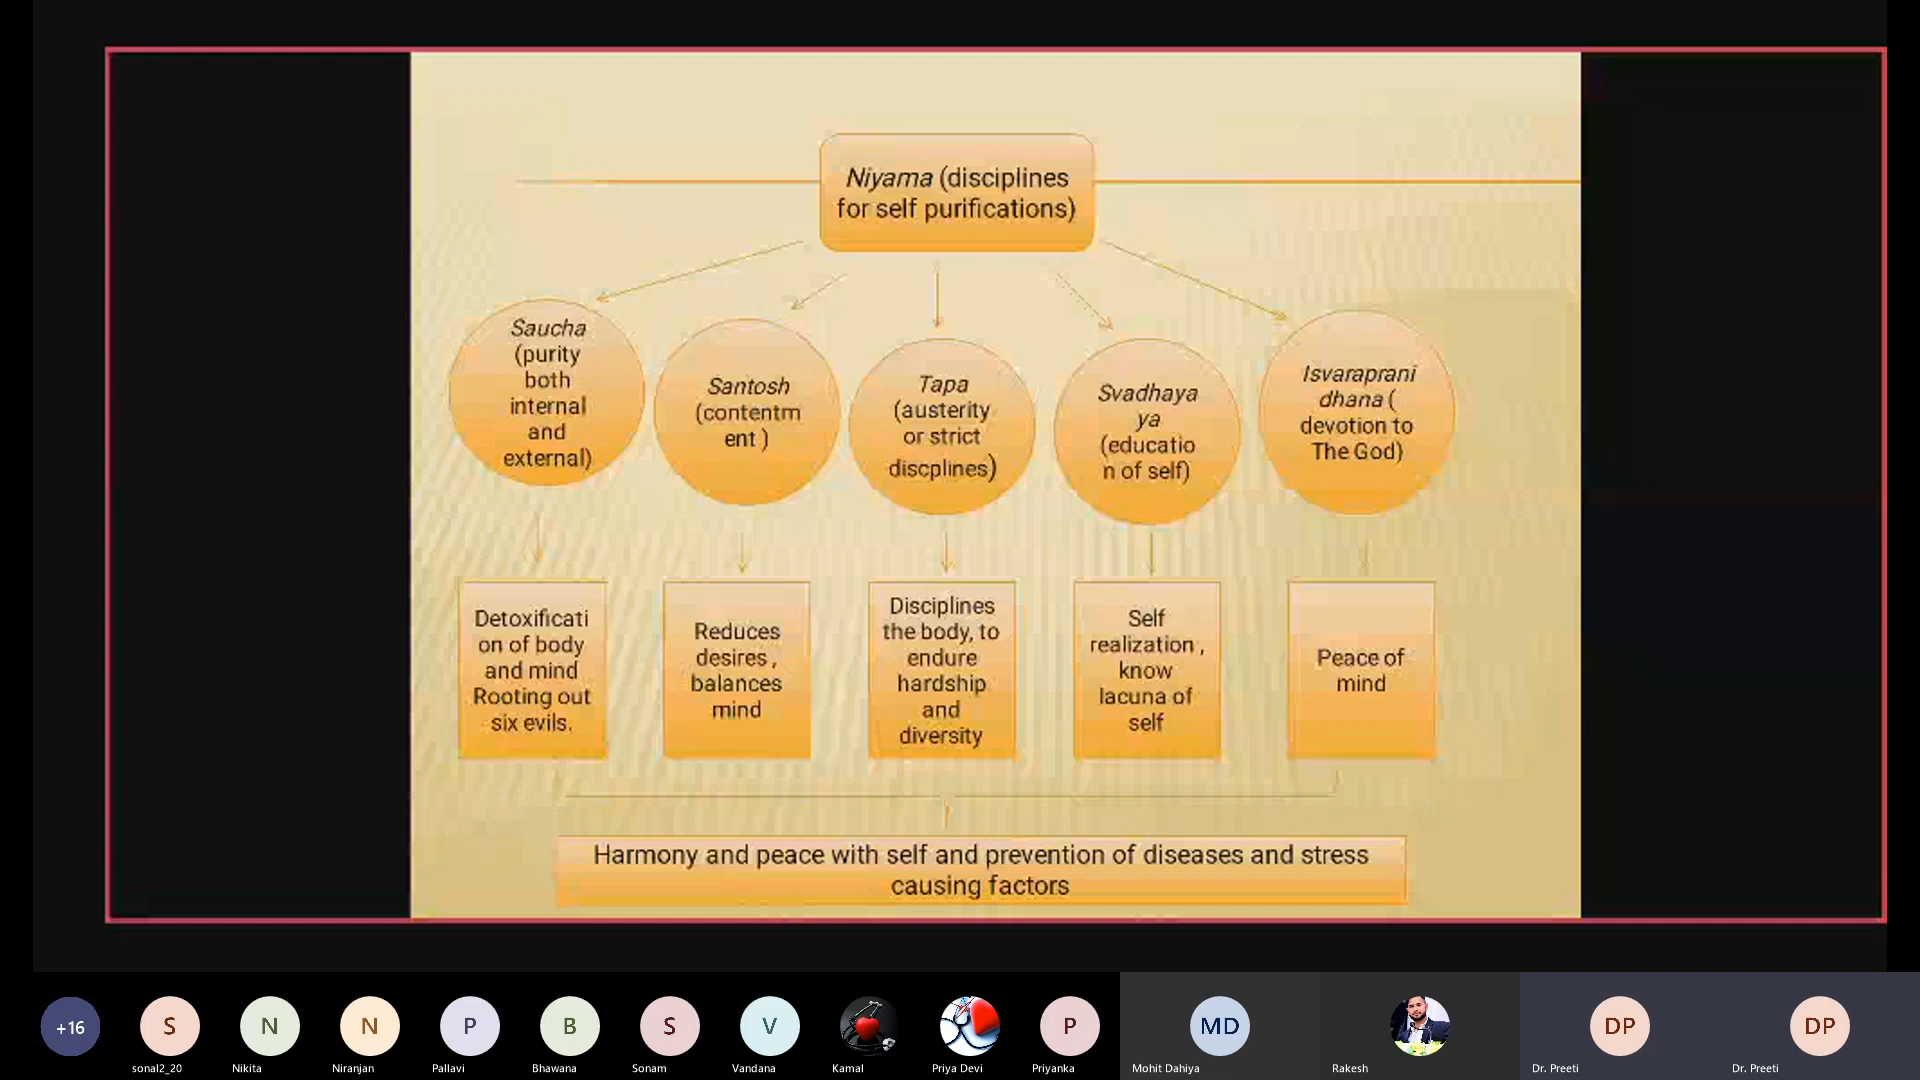 Niyama (disciplines
for self purifications)
Saucha
(purity
both
internal
and
external)
Santosh
(contentm
ent )
Tapa
(austerity
or strict
discplines)
Svadhaya
ya
(educatio
n of self)
Isvaraprani
dhana (
devotion to
The God)
Detoxificati
on of body
and mind
Rooting out
six evils.
Reduces
desires ,
balances
mind
Disciplines
the body, to
endure
hardship
and
diversity
Self
realization ,
know
lacuna of
self
Peace of
mind
Harmony and peace with self and prevention of diseases and stress
causing factors
+16
S
N
N
P
B
S
V
P
MD
DP
DP
sonal2_20
Nikita
Niranjan
Pallavi
Bhawana
Sonam
Vandana
Kamal
Priya Devi
Priyanka
Mohit Dahiya
Rakesh
Dr. Preeti
Dr. Preeti